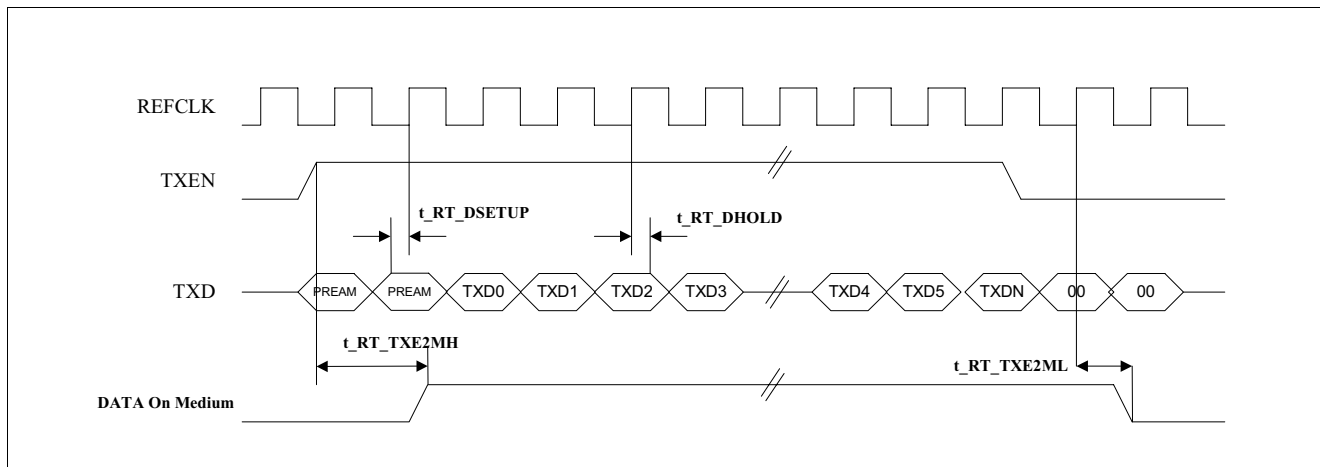 REFCLK
TXEN
t_RT_DSETUP
t_RT_DHOLD
TXD
PREAM PREAM TXD0 TXD1 TXD2 TXD3 TXD4 TXD5 TXDN 00 00
t_RT_TXE2MH
t_RT_TXE2ML
DATA On Medium